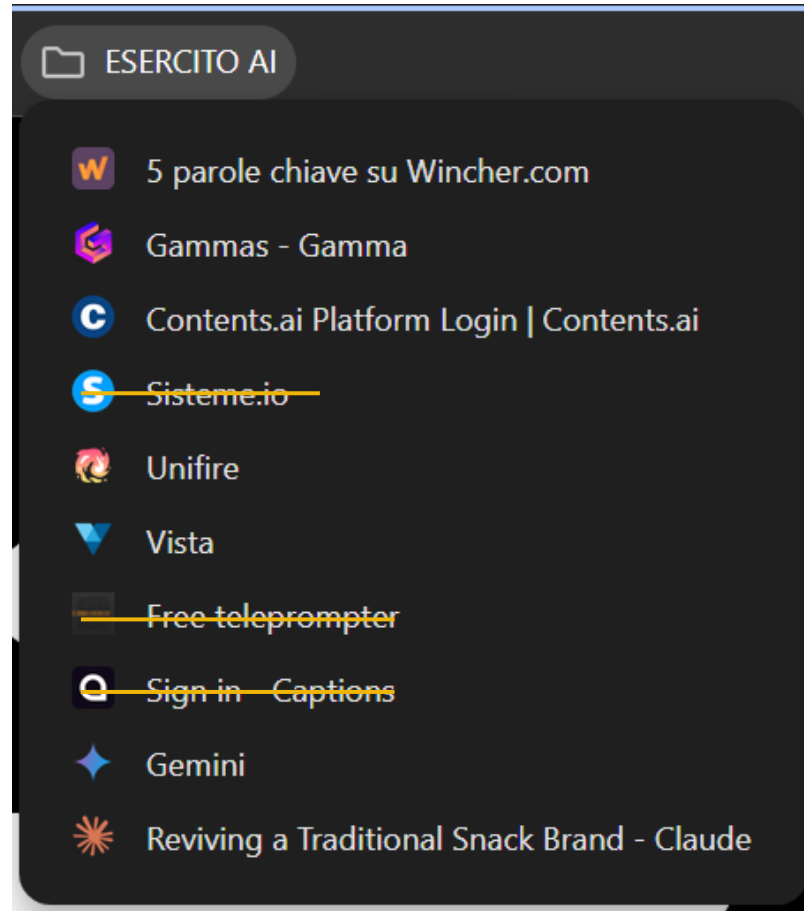 ESERCITO AI
5 parole chiave su Wincher.com
Gammas - Gamma
Contents.ai Platform Login | Contents.ai
Sisteme.io
Unifire
Vista
Free teleprompter
Sign in - Captions
Gemini
Reviving a Traditional Snack Brand - Claude